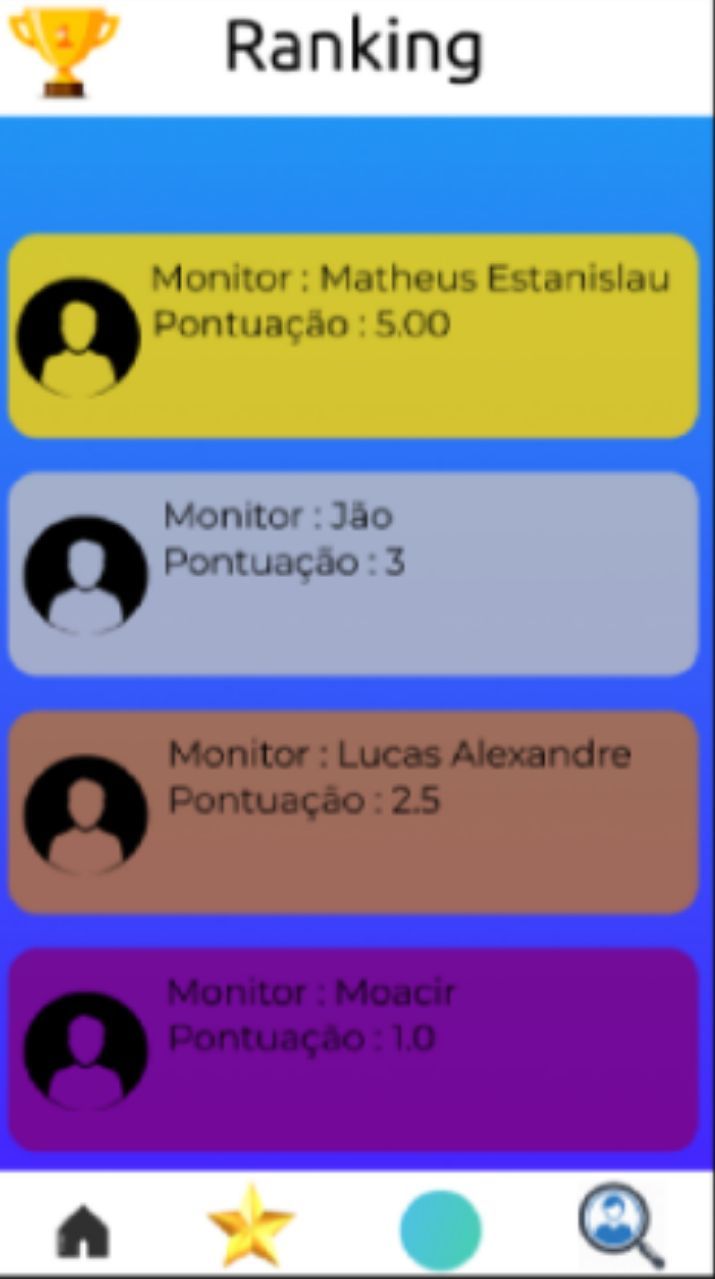 1
Ranking
Monitor : Matheus Estanislau
Pontuação : 5.00
Monitor : Jão
Pontuação : 3
Monitor : Lucas Alexandre
Pontuação : 2.5
Monitor : Moacir
Pontuação : 1.0